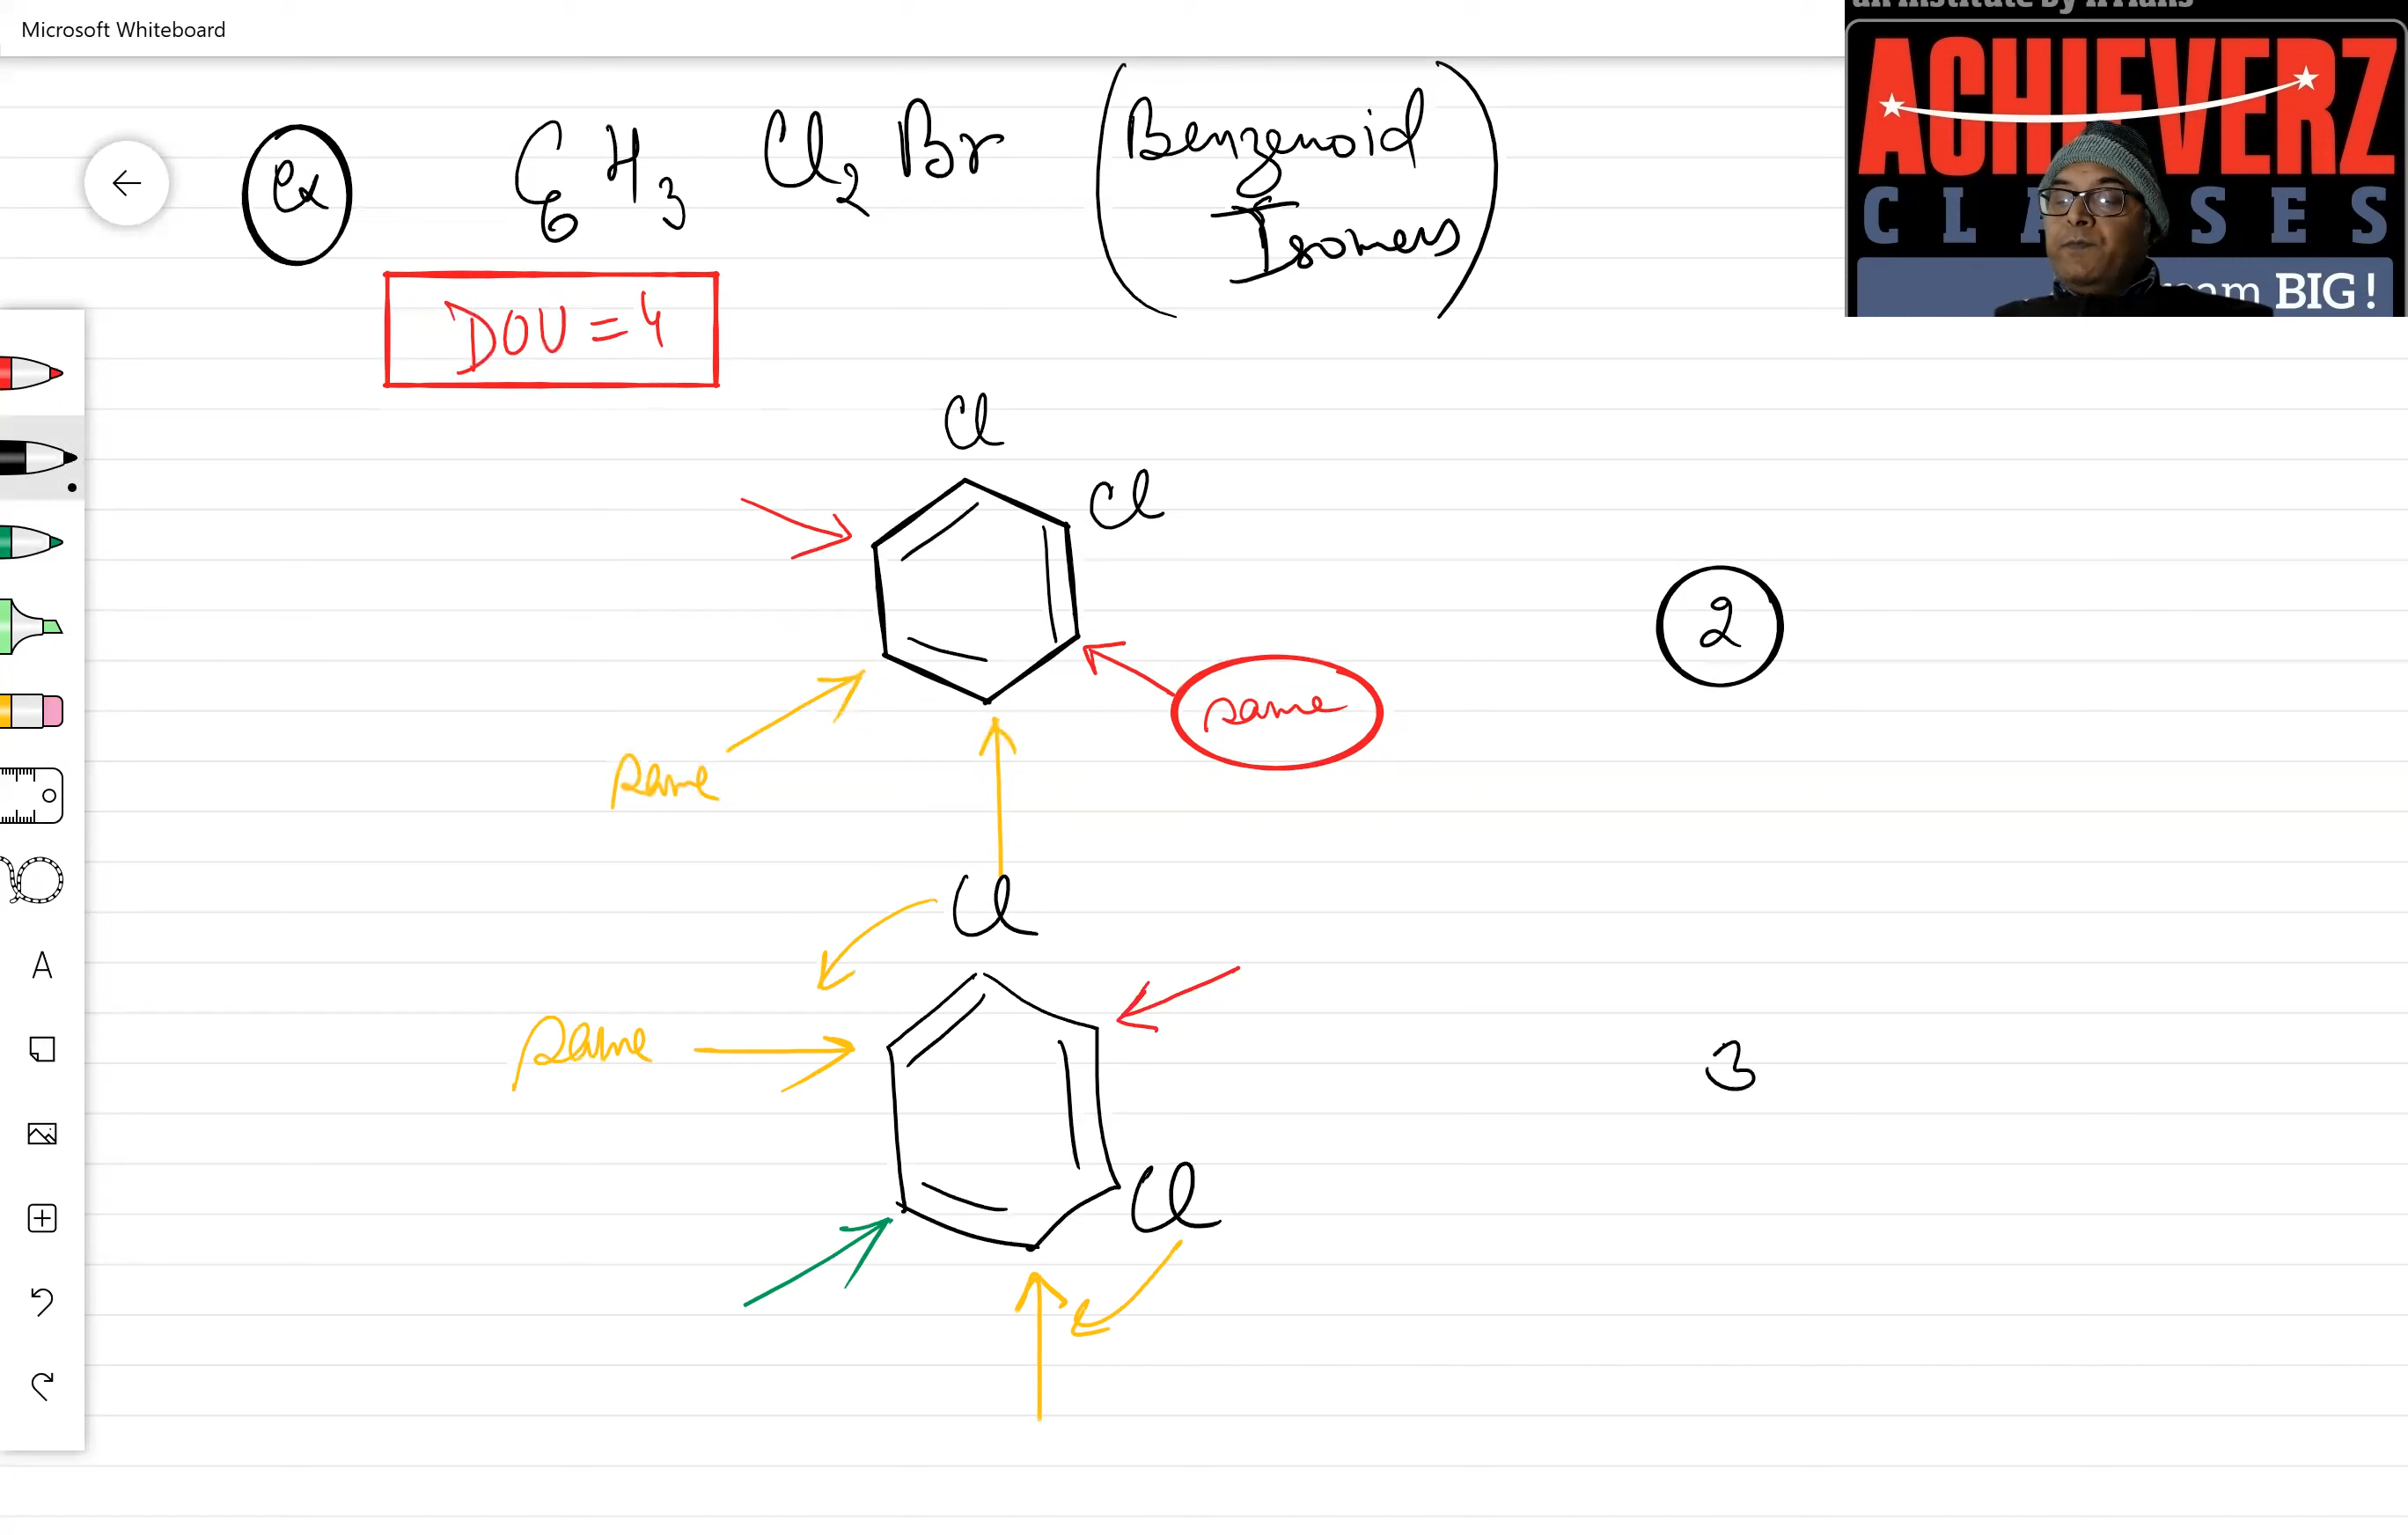 Microsoft Whiteboard
ACHIEVERZ
BIG!
ex C6H3Cl2Br (Benzenoid
Isomers)
DOU = 4
Cl
Cl
2
same
same
Cl
same
3
Cl
A